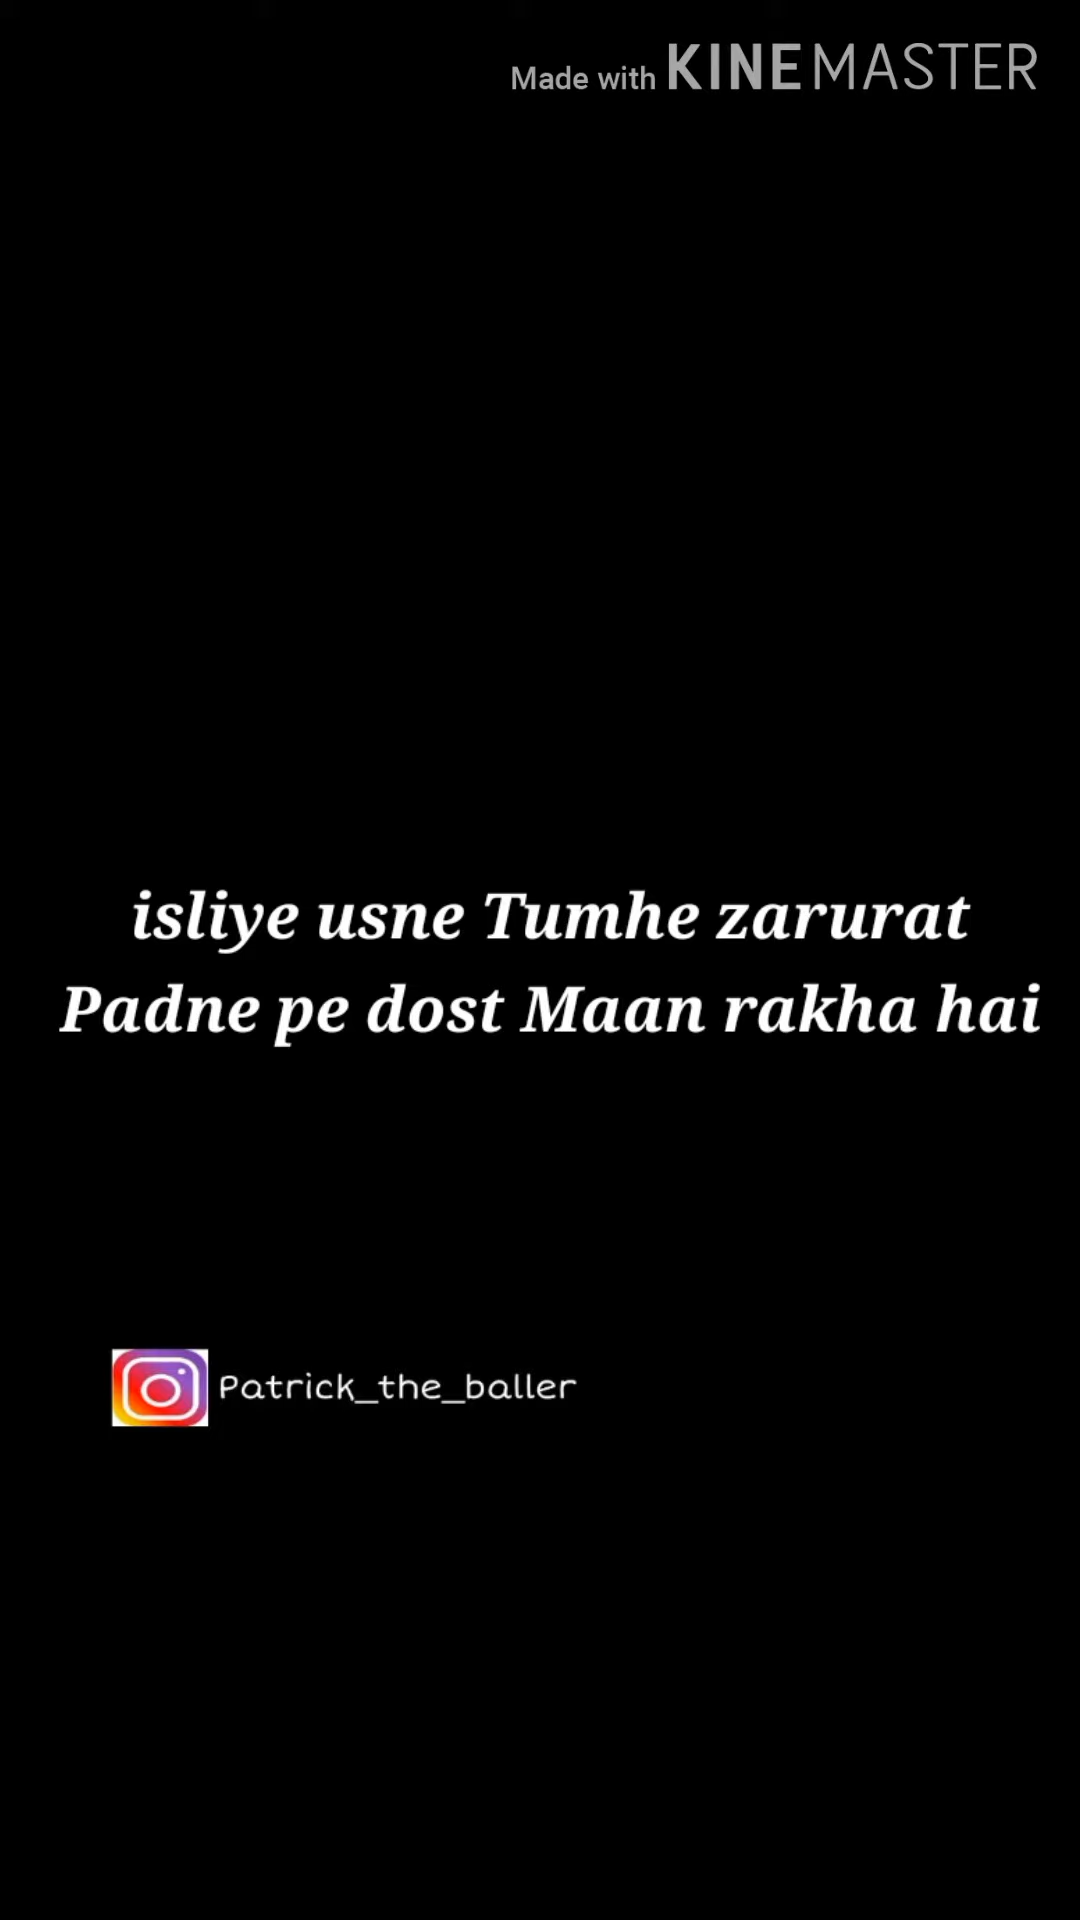 Made with KINEMASTER
isliye usne Tumhe zarurat
Padne pe dost Maan rakha hai
Patrick_the_baller